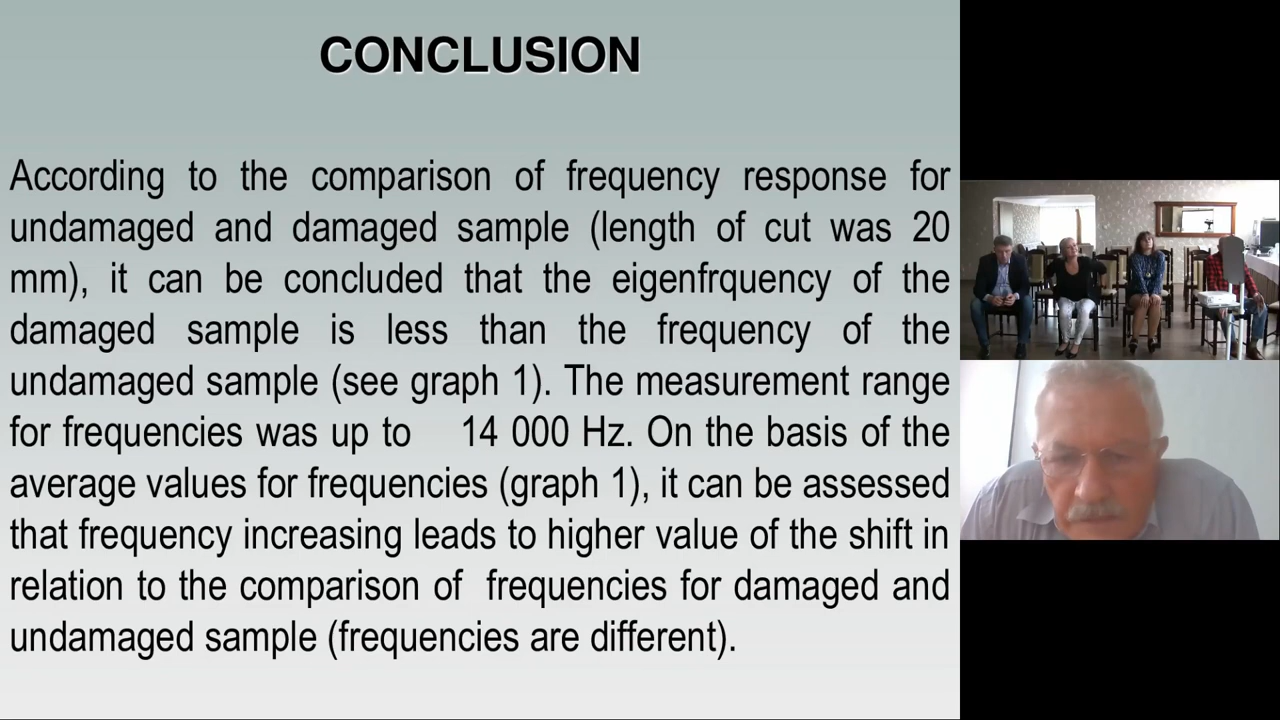 CONCLUSION
According to the comparison of frequency response for
undamaged and damaged sample (length of cut was 20
mm), it can be concluded that the eigenfrquency of the
damaged sample is less than the frequency of the
undamaged sample (see graph 1). The measurement range
for frequencies was up to 14 000 Hz. On the basis of the
average values for frequencies (graph 1), it can be assessed
that frequency increasing leads to higher value of the shift in
relation to the comparison of frequencies for damaged and
undamaged sample (frequencies are different).